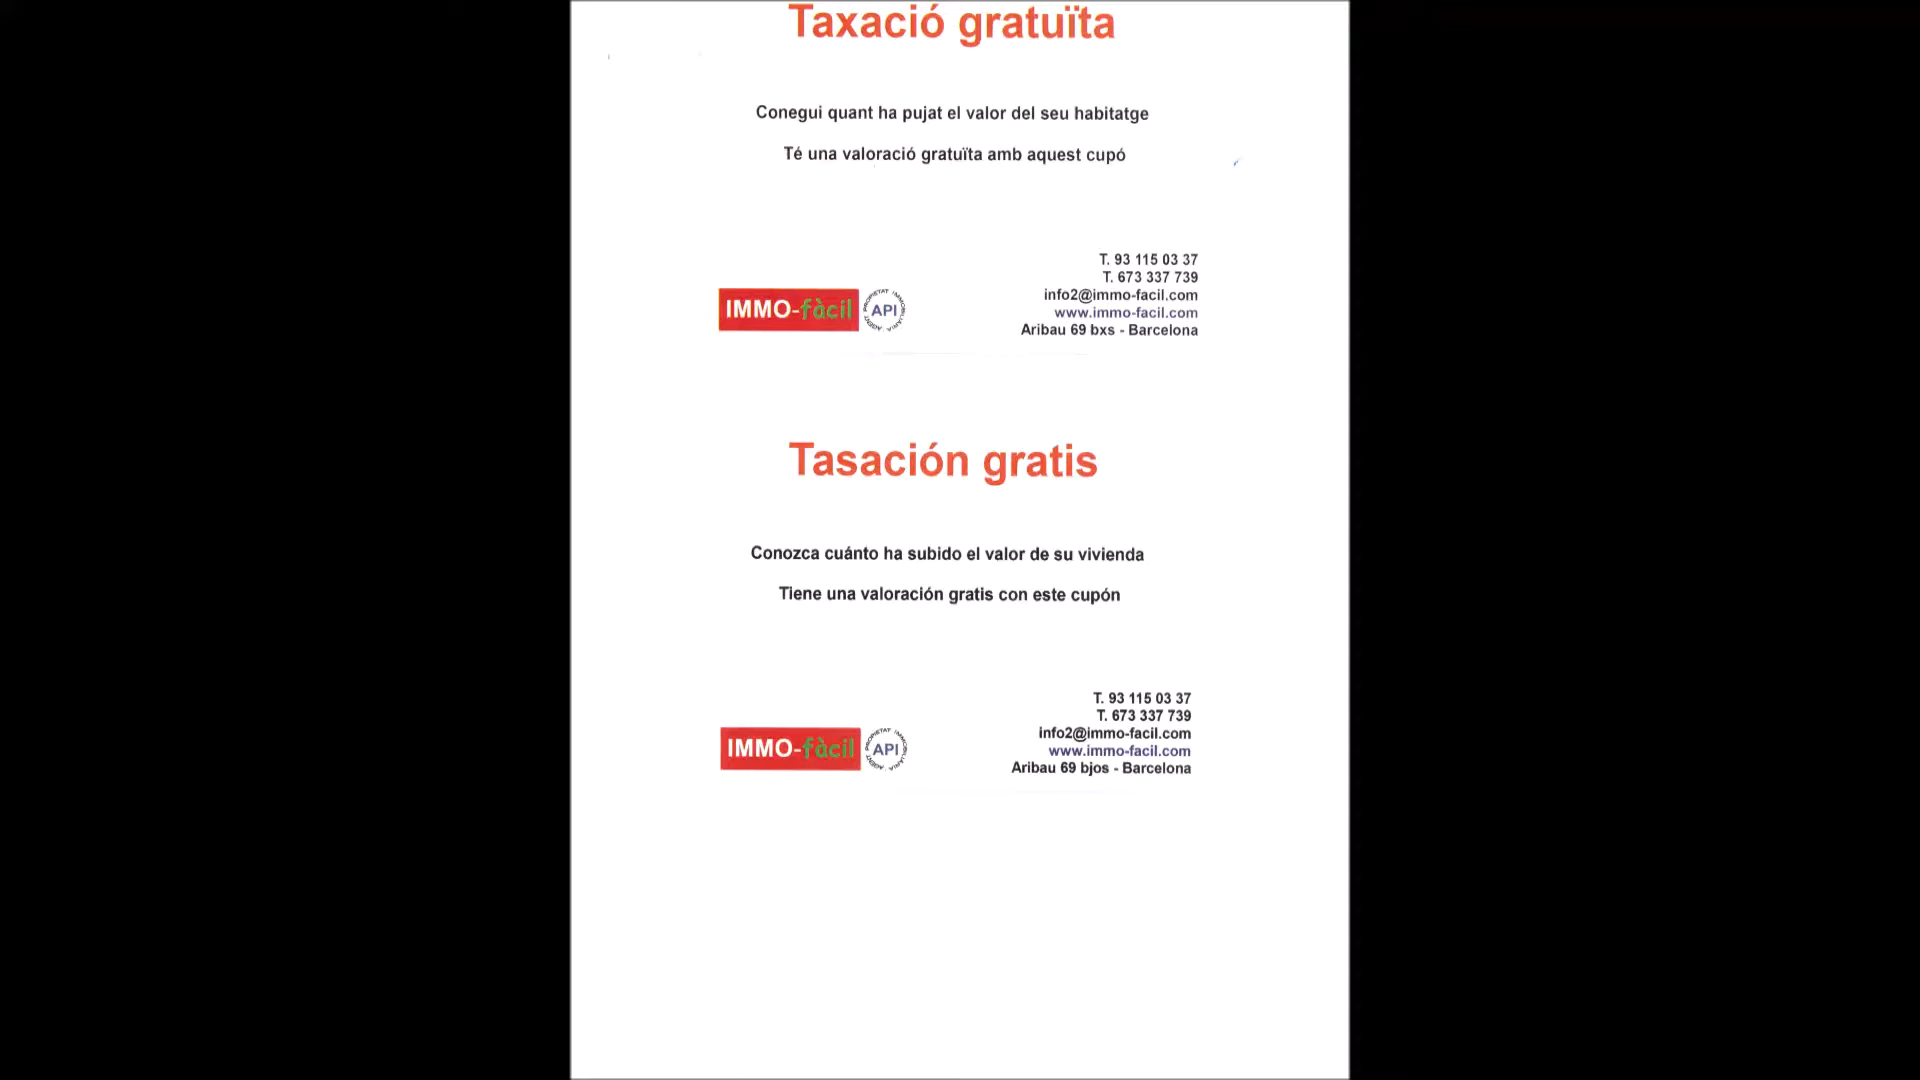 Taxació gratuïta
Conegui quant ha pujat el valor del seu habitatge
Té una valoració gratuïta amb aquest cupó
T. 93 115 03 37
T. 673 337 739
info2@immo-facil.com
www.immo-facil.com
Aribau 69 bxs - Barcelona
IMMO-fàcil
API
Tasación gratis
Conozca cuánto ha subido el valor de su vivienda
Tiene una valoración gratis con este cupón
T. 93 115 03 37
T. 673 337 739
info2@immo-facil.com
www.immo-facil.com
Aribau 69 bjos - Barcelona
IMMO-fàcil
API